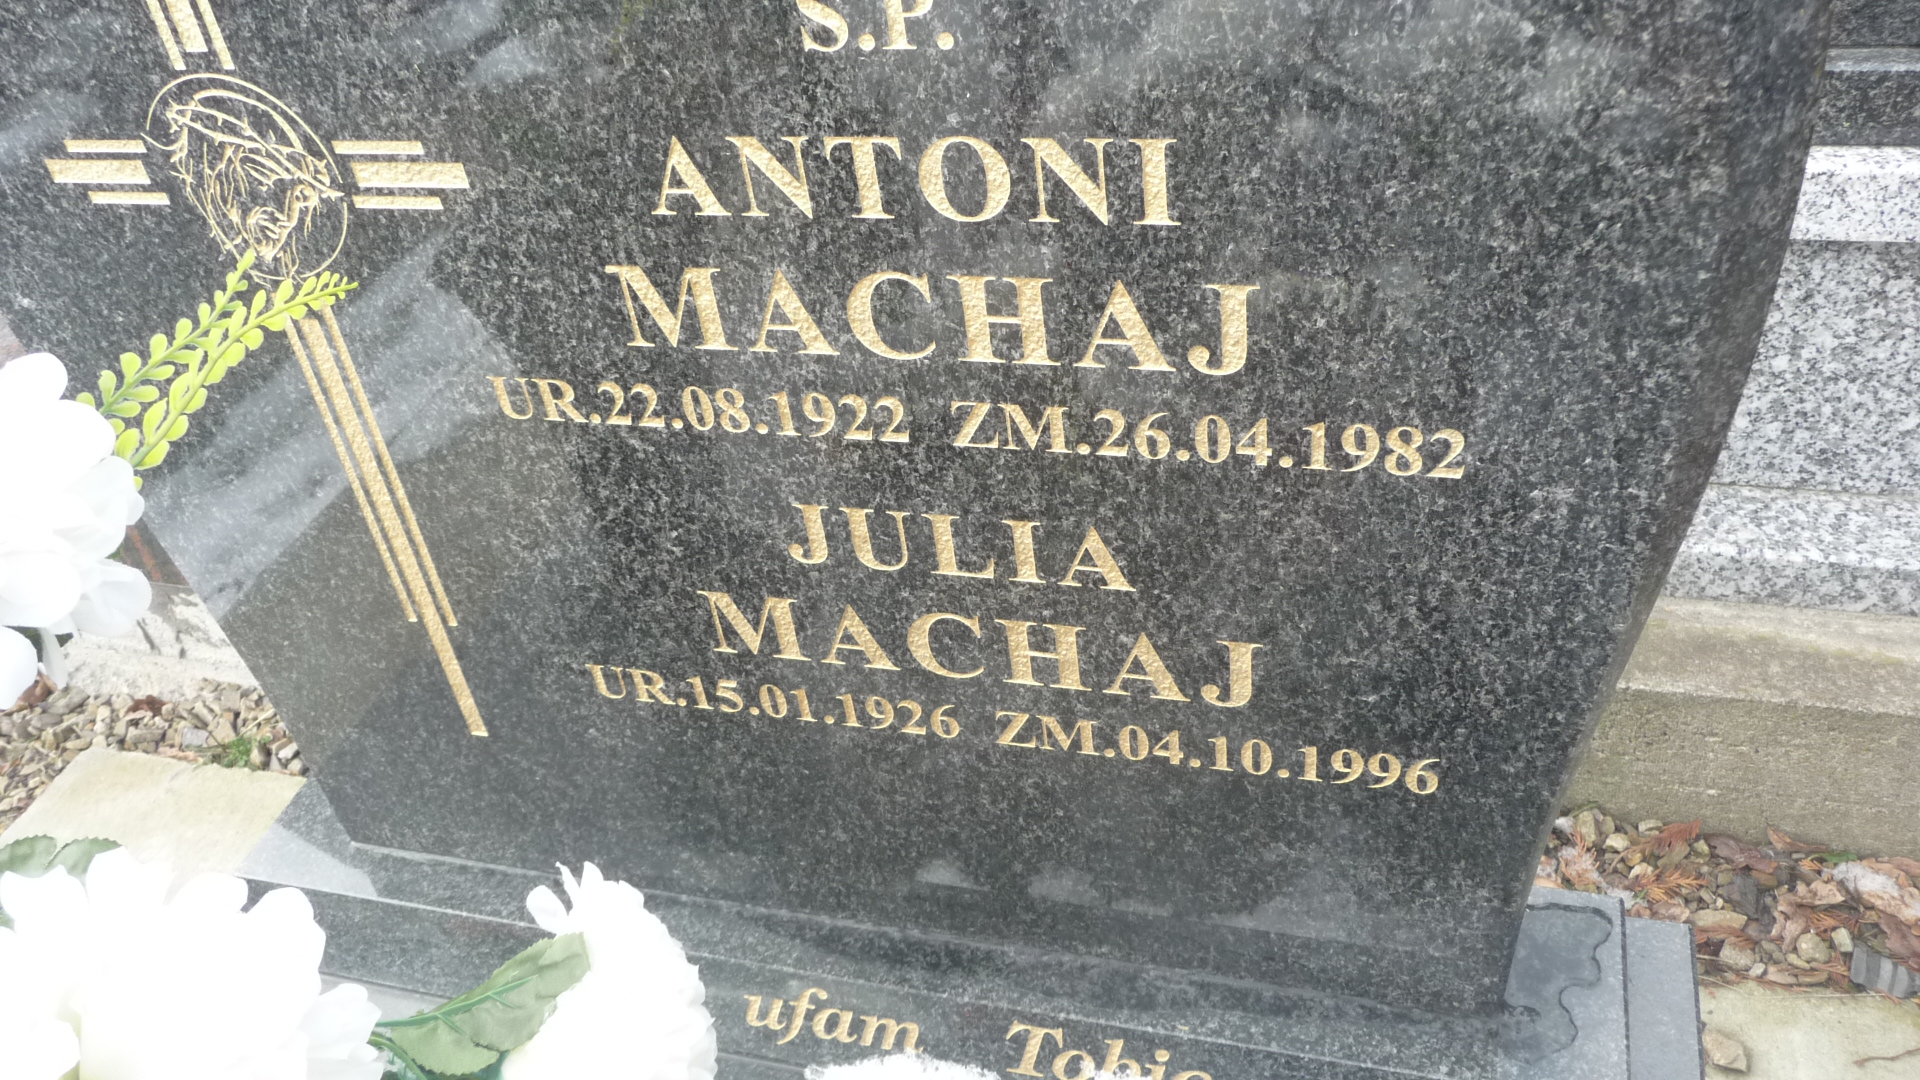 Ś.P.
ANTONI
MACHAJ
UR.22.08.1922 ZM.26.04.1982
JULIA
MACHAJ
UR.15.01.1926 ZM.04.10.1996
ufam Tobie